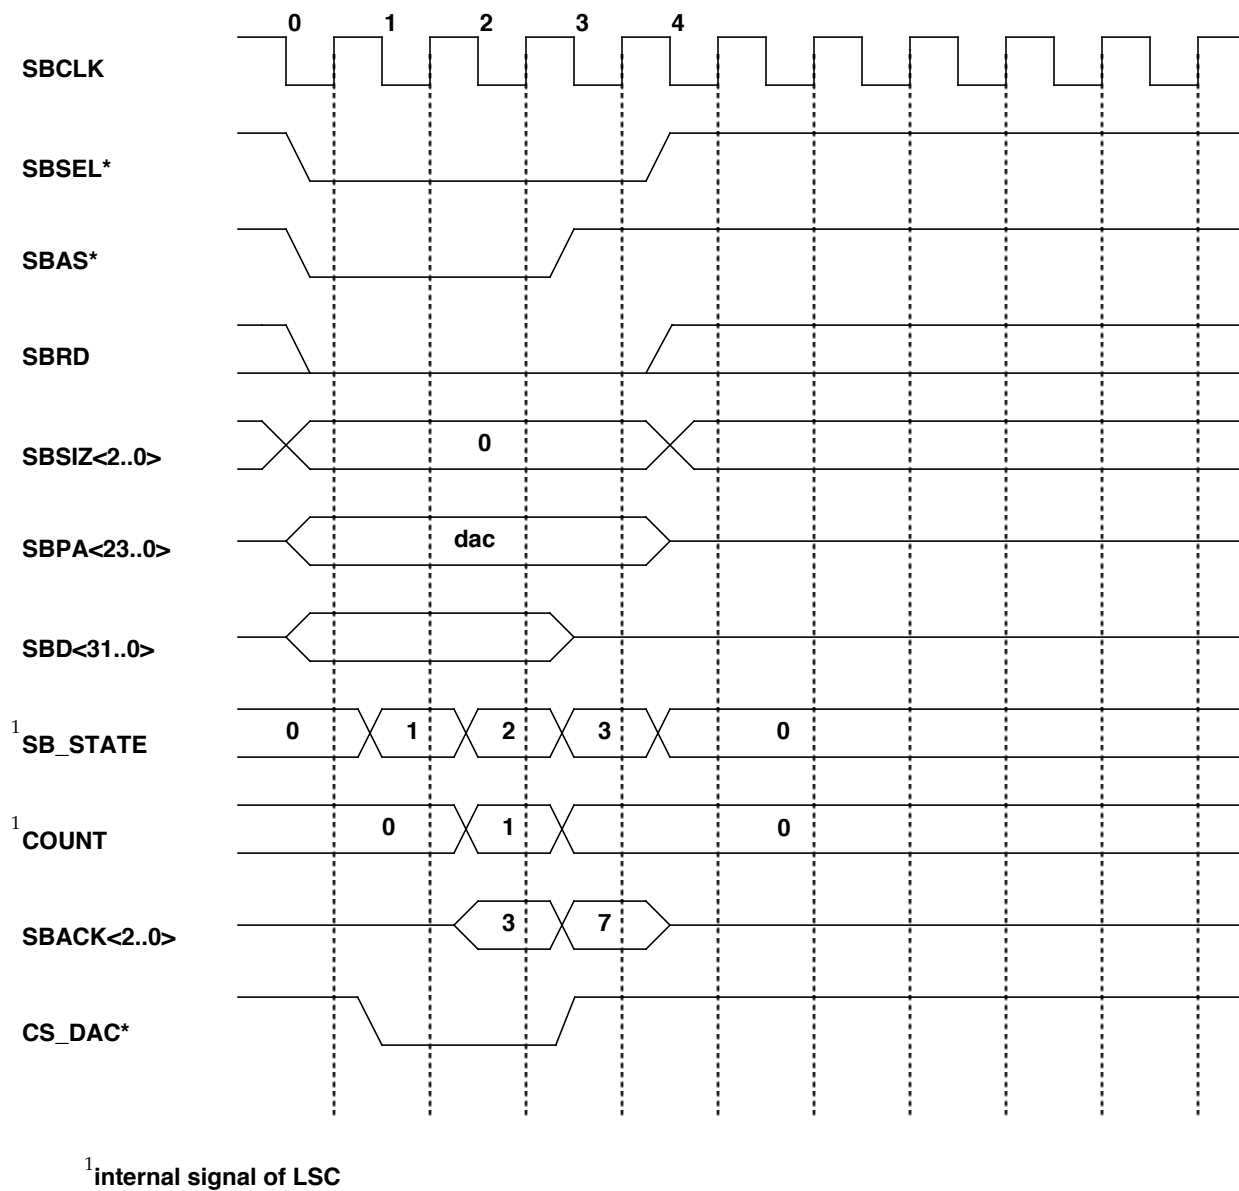 0 1 2 3 4
SBCLK
SBSEL*
SBAS*
SBRD
SBSIZ<2..0> 0
SBPA<23..0> dac
SBD<31..0>
1SB_STATE 0 1 2 3 0
1COUNT 0 1 0
SBACK<2..0> 3 7
CS_DAC*
1internal signal of LSC